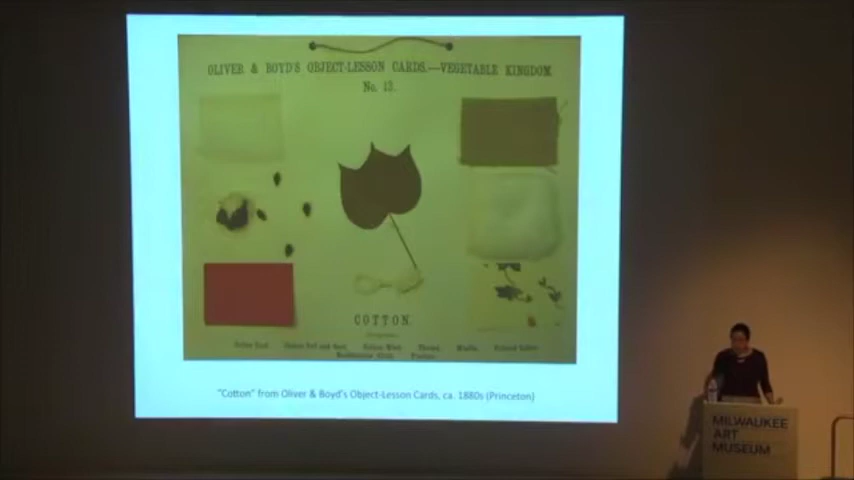 OLIVER & BOYD'S OBJECT-LESSON CARDS.—VEGETABLE KINGDOM.
No. 13.
COTTON.
"Cotton" from Oliver & Boyd's Object-Lesson Cards, ca. 1880s (Princeton)
MILWAUKEE
ART
MUSEUM